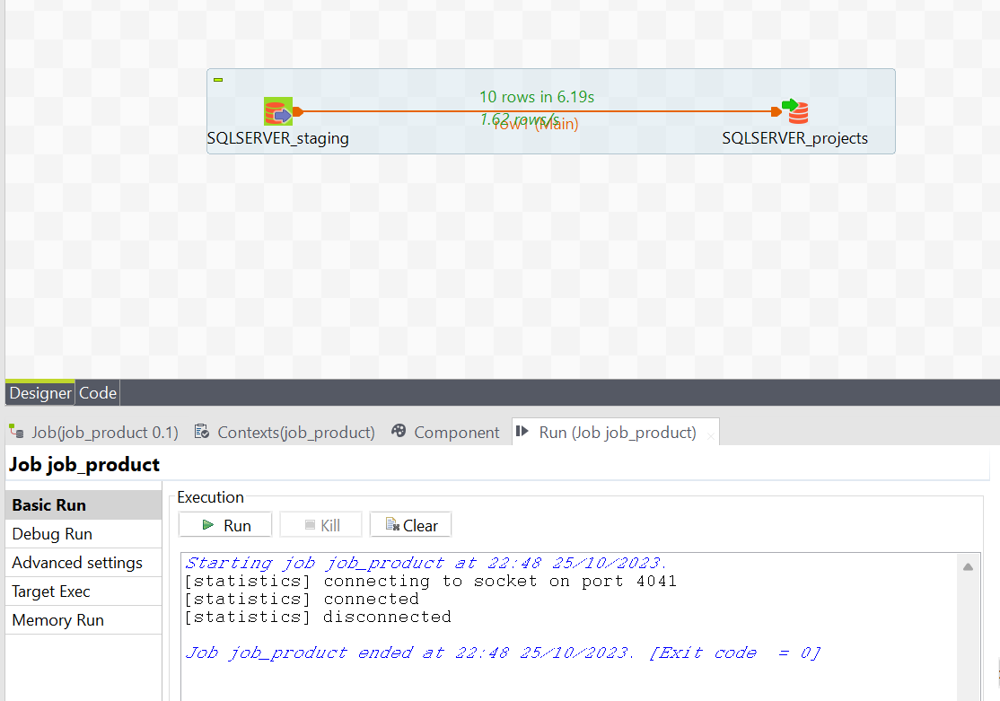 10 rows in 6.19s
1.62 rows/s
row1 (Main)
SQLSERVER_staging
SQLSERVER_projects
Designer
Code
Job(job_product 0.1)
Contexts(job_product)
Component
Run (Job job_product)
Job job_product
Basic Run
Debug Run
Advanced settings
Target Exec
Memory Run
Execution
Run
Kill
Clear
Starting job job_product at 22:48 25/10/2023.
[statistics] connecting to socket on port 4041
[statistics] connected
[statistics] disconnected
Job job_product ended at 22:48 25/10/2023. [Exit code  = 0]